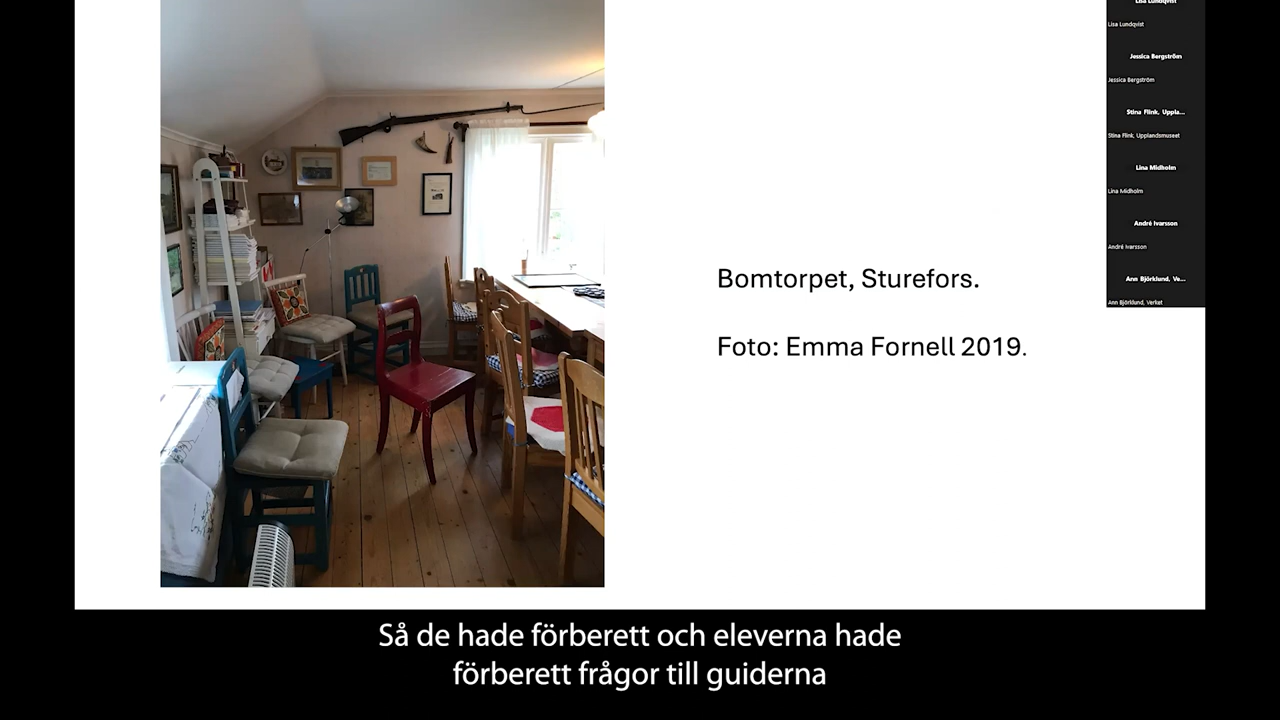 Lisa Lundqvist
Lisa Lundqvist
Jessica Bergström
Jessica Bergström
Stina Flink, Uppla...
Stina Flink, Upplandsmuseet
Lina Midholm
Lina Midholm
André Ivarsson
André Ivarsson
Ann Björklund, Ve...
Ann Björklund, Verket
Bomtorpet, Sturefors.
Foto: Emma Fornell 2019.
Så de hade förberett och eleverna hade
förberett frågor till guiderna